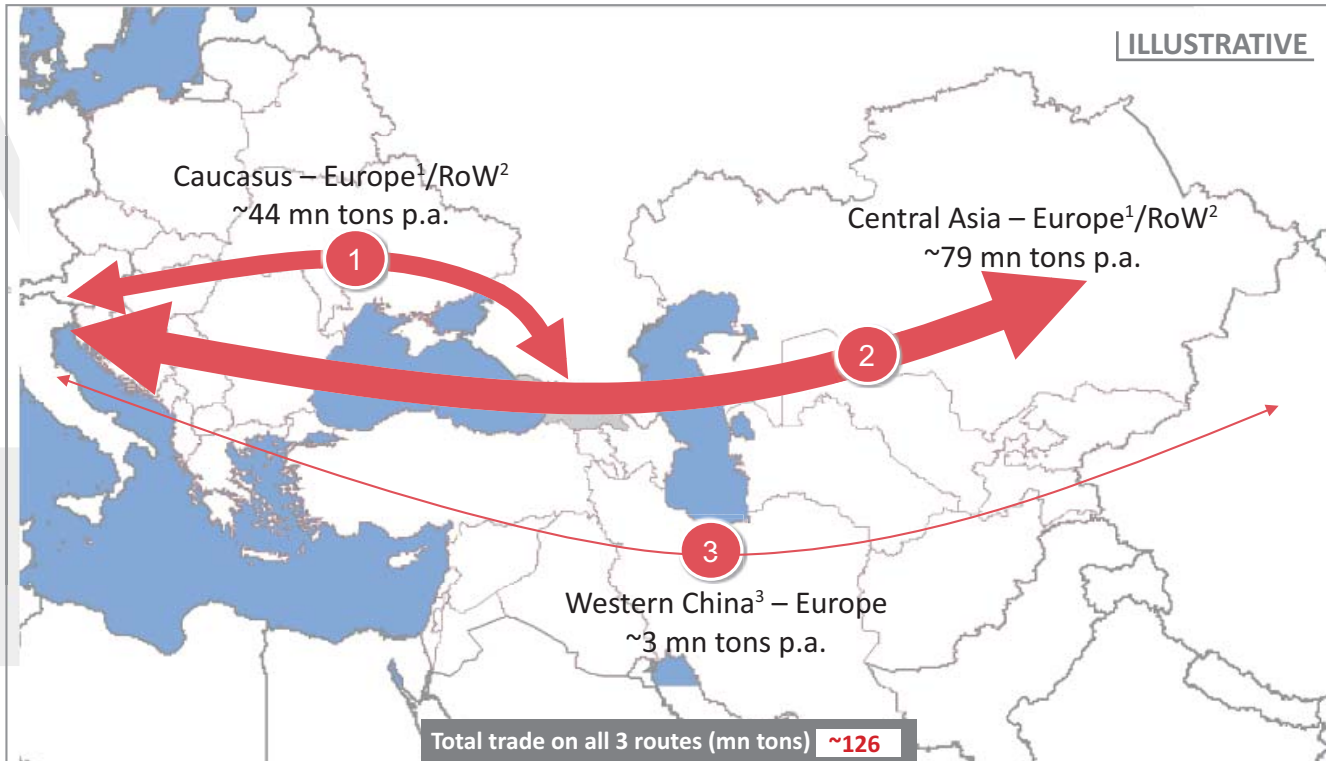 ILLUSTRATIVE
Caucasus – Europe¹/RoW²
~44 mn tons p.a.
Central Asia – Europe¹/RoW²
~79 mn tons p.a.
1
2
3
Western China³ – Europe
~3 mn tons p.a.
Total trade on all 3 routes (mn tons) ~126